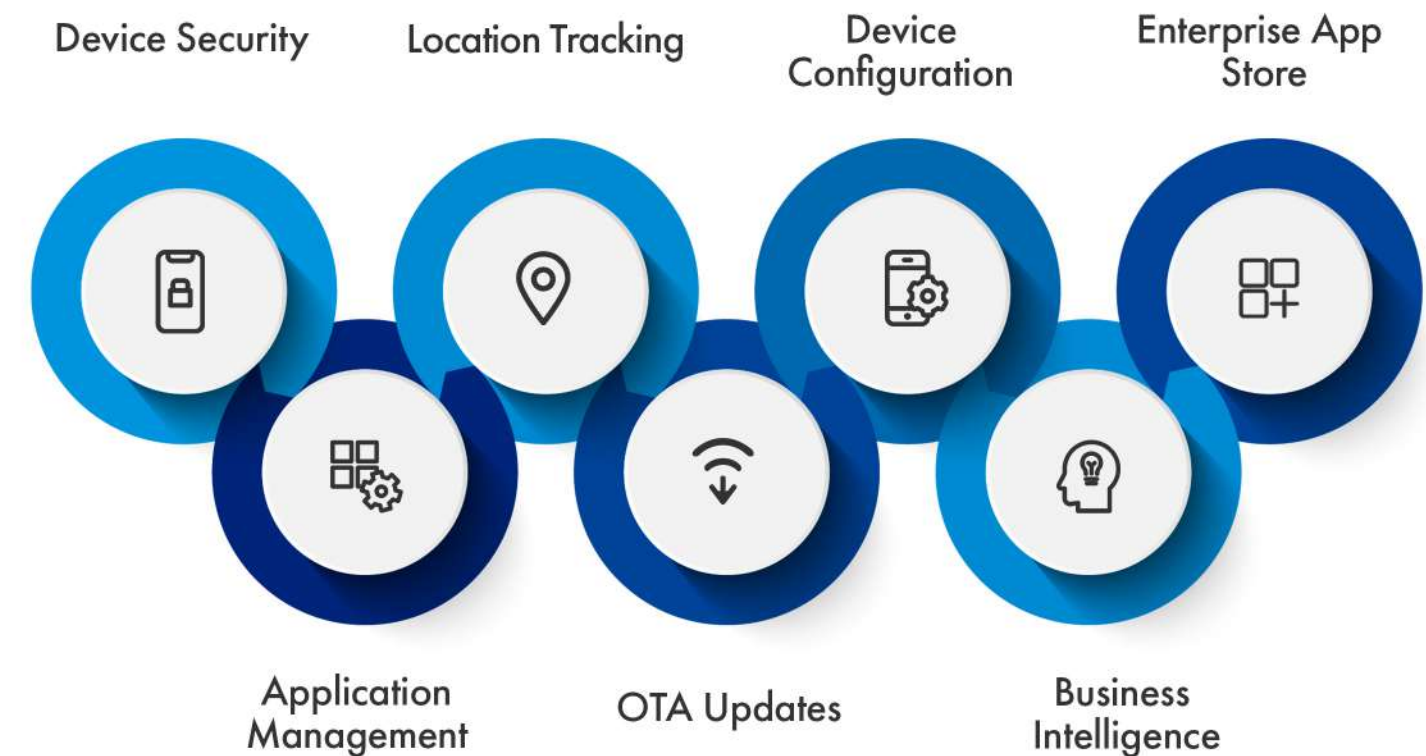 Device Security
Location Tracking
Device
Configuration
Enterprise App
Store
Application
Management
OTA Updates
Business
Intelligence